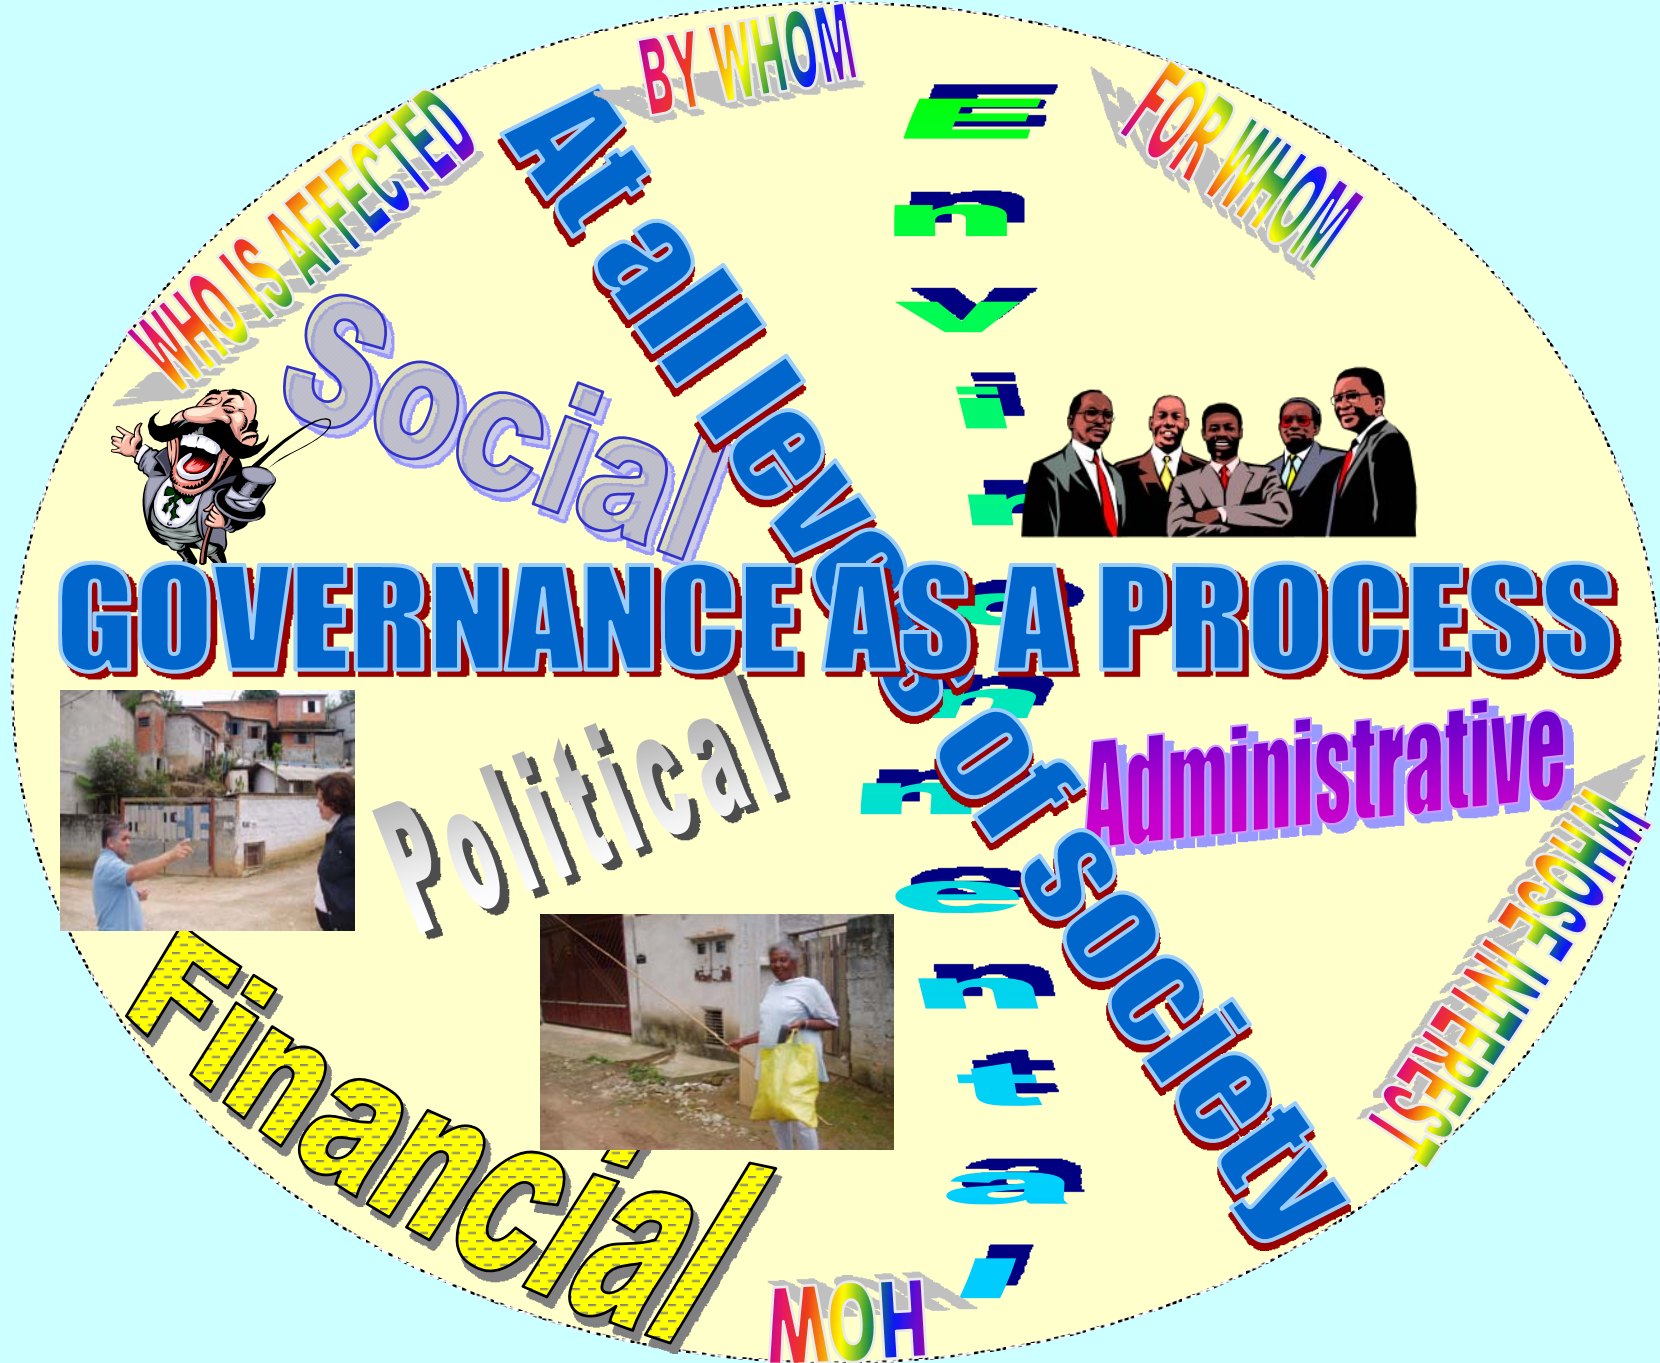 BY WHOM
FOR WHOM
WHO IS AFFECTED
At all levels of society
Environmental
Social
GOVERNANCE AS A PROCESS
Political
Administrative
WHOSE INTEREST
Financial
HOW